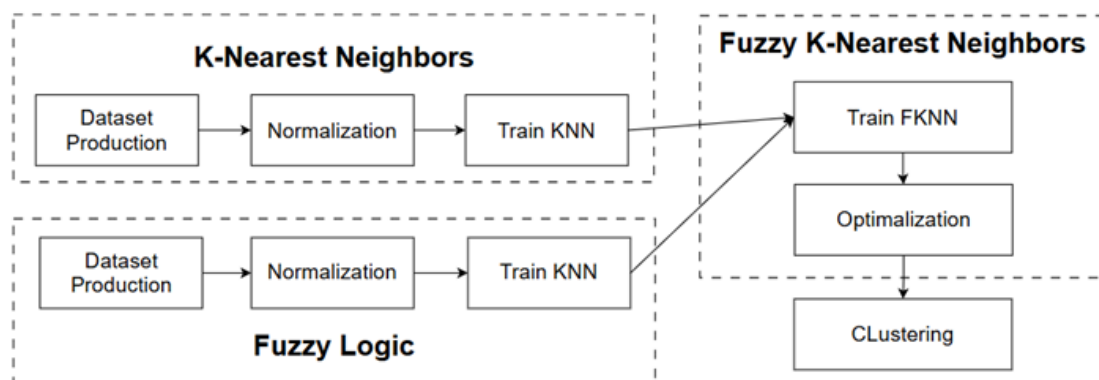 K-Nearest Neighbors
Dataset
Production
Normalization
Train KNN
Dataset
Production
Normalization
Train KNN
Fuzzy Logic
Fuzzy K-Nearest Neighbors
Train FKNN
Optimalization
CLustering